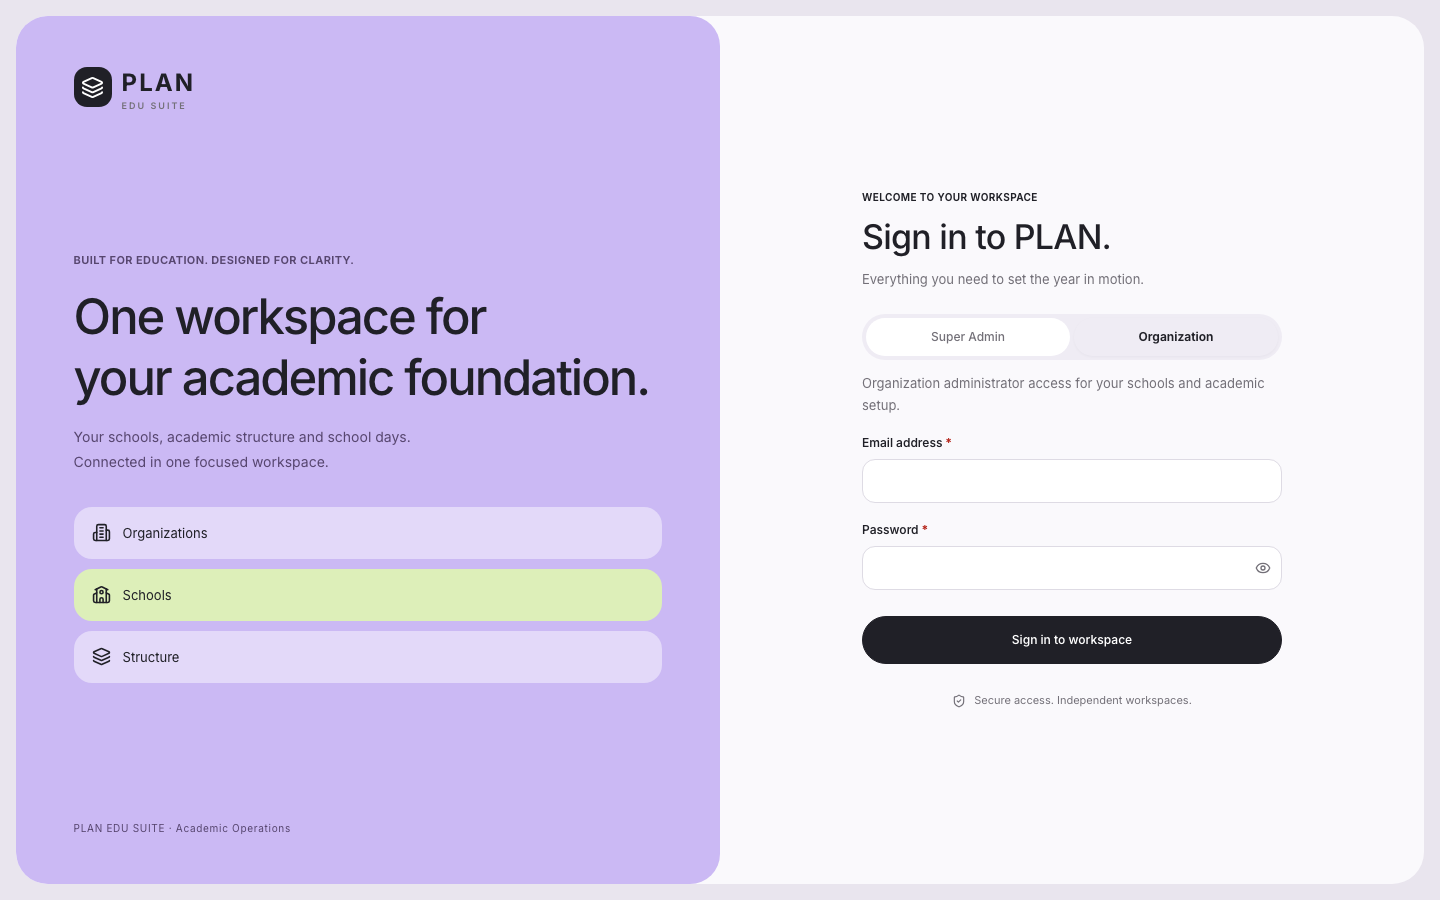 PLAN
EDU SUITE
BUILT FOR EDUCATION. DESIGNED FOR CLARITY.
One workspace for
your academic foundation.
Your schools, academic structure and school days.
Connected in one focused workspace.
Organizations
Schools
Structure
PLAN EDU SUITE · Academic Operations
WELCOME TO YOUR WORKSPACE
Sign in to PLAN.
Everything you need to set the year in motion.
Super Admin
Organization
Organization administrator access for your schools and academic
setup.
Email address *
Password *
Sign in to workspace
Secure access. Independent workspaces.